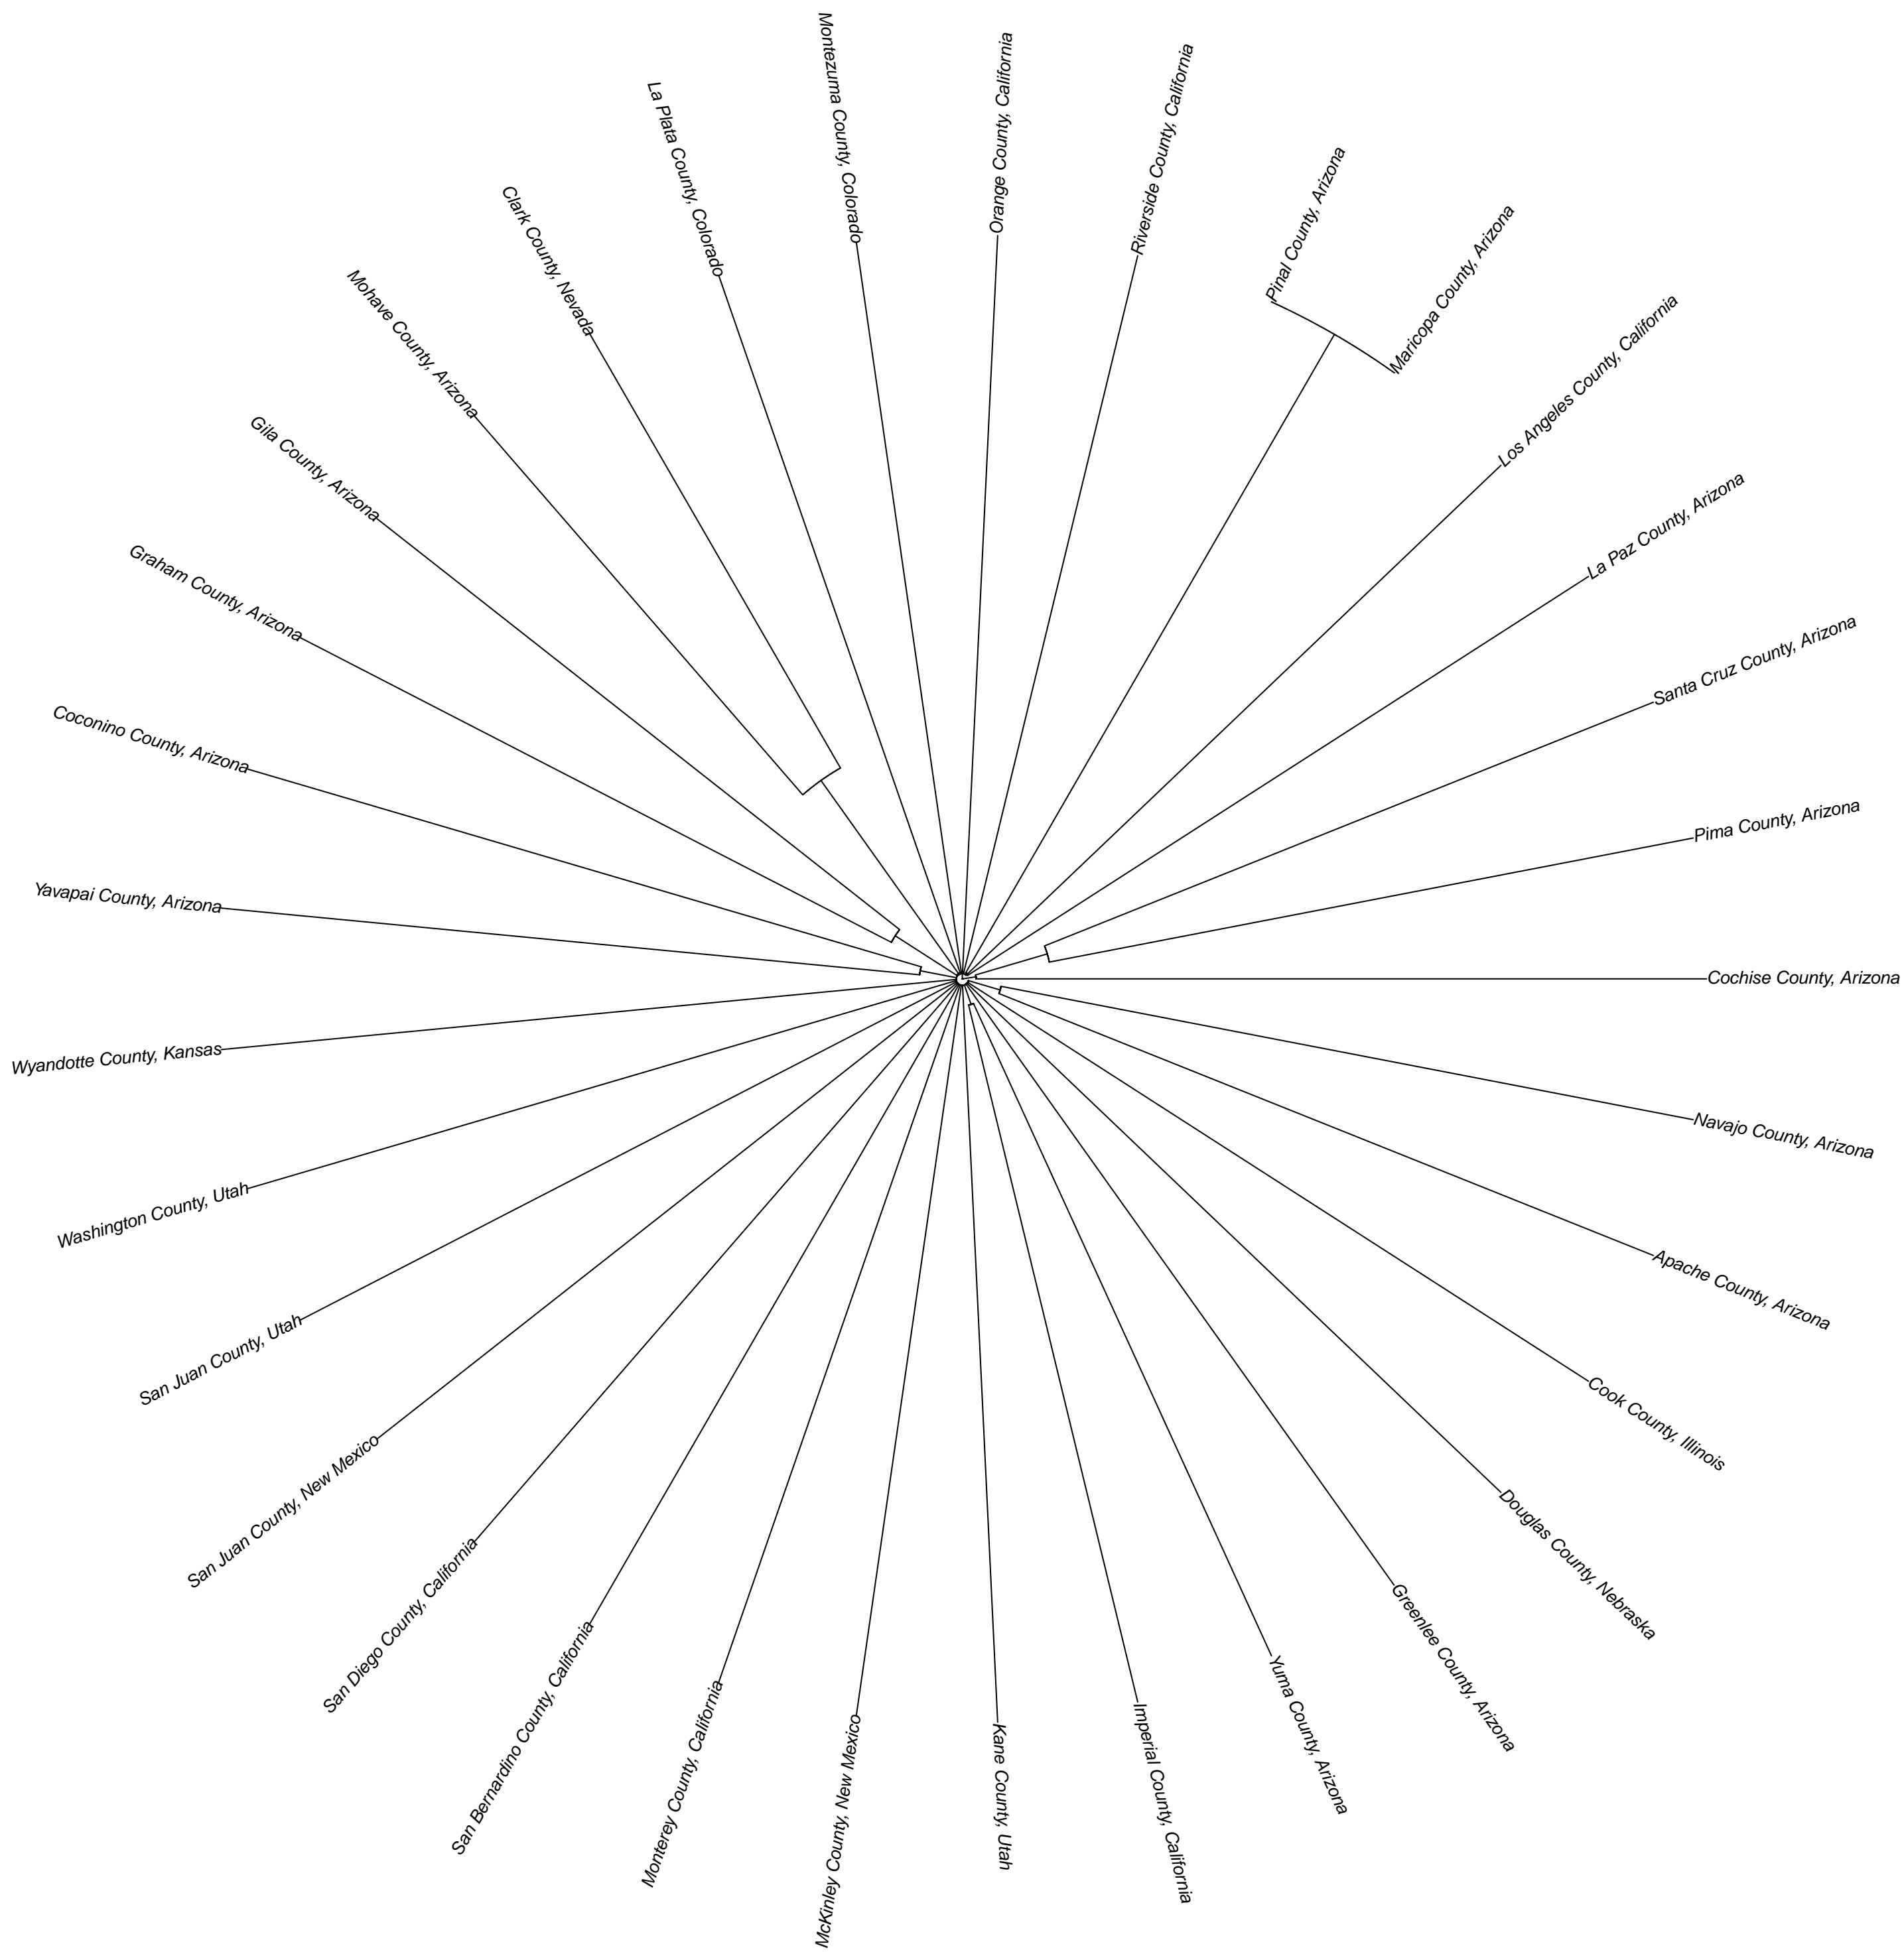 Montezuma County, Colorado
Orange County, California
Riverside County, California
Pinal County, Arizona
Maricopa County, Arizona
Los Angeles County, California
La Paz County, Arizona
Santa Cruz County, Arizona
Pima County, Arizona
Cochise County, Arizona
Navajo County, Arizona
Apache County, Arizona
Cook County, Illinois
Douglas County, Nebraska
Greenlee County, Arizona
Yuma County, Arizona
Imperial County, California
Kane County, Utah
McKinley County, New Mexico
Monterey County, California
San Bernardino County, California
San Diego County, California
San Juan County, New Mexico
San Juan County, Utah
Washington County, Utah
Wyandotte County, Kansas
Yavapai County, Arizona
Coconino County, Arizona
Graham County, Arizona
Gila County, Arizona
Mohave County, Arizona
Clark County, Nevada
La Plata County, Colorado